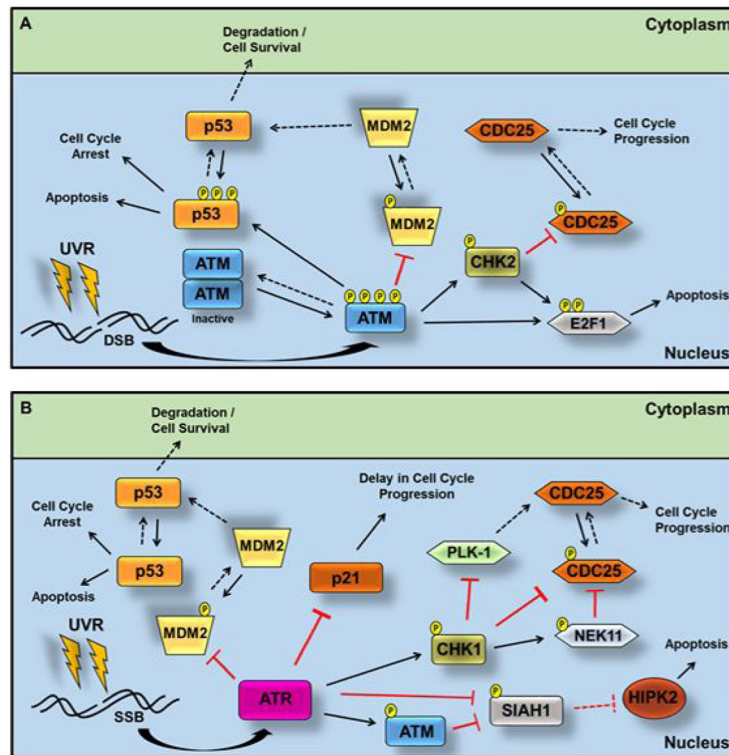 A
Cytoplasm
Degradation /
Cell Survival
p53
MDM2
CDC25
Cell Cycle
Progression
Cell Cycle
Arrest
P P P
p53
Apoptosis
P
MDM2
P
CDC25
UVR
ATM
ATM
Inactive
P P P P
ATM
P
CHK2
P P
E2F1
Apoptosis
DSB
Nucleus
B
Cytoplasm
Degradation /
Cell Survival
p53
Delay in Cell Cycle
Progression
CDC25
Cell Cycle
Progression
Cell Cycle
Arrest
MDM2
PLK-1
p53
p21
P
CDC25
Apoptosis
P
MDM2
UVR
P
CHK1
P
NEK11
Apoptosis
ATR
P
SIAH1
HIPK2
P
ATM
SSB
Nucleus